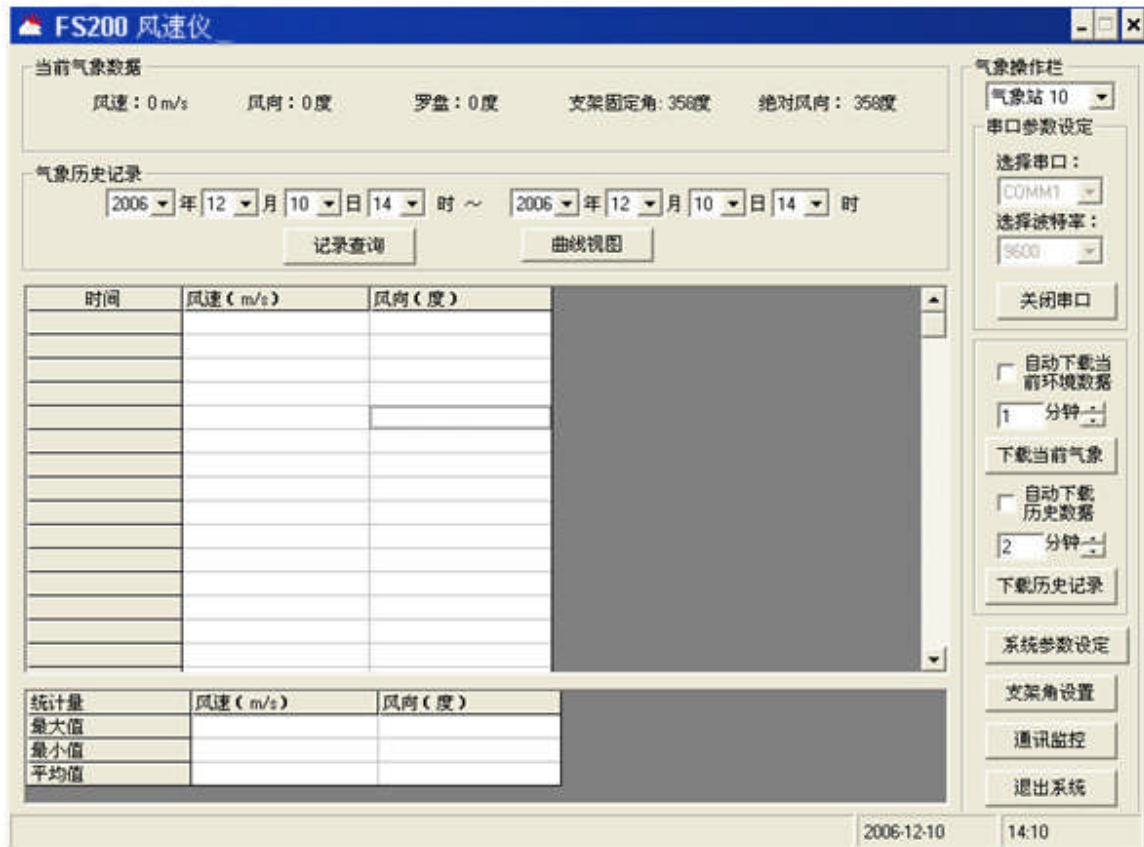 FS200 风速仪_
当前气象数据
风速：0 m/s 风向：0 度 罗盘：0 度 支架固定角: 358度 绝对风向： 358度
气象历史记录
2006 年 12 月 10 日 14 时 ～ 2006 年 12 月 10 日 14 时
记录查询 曲线视图
时间 风速（ m/s） 风向（ 度 ）
统计量 风速（ m/s） 风向（ 度 ）
最大值
最小值
平均值
气象操作栏
气象站 10
串口参数设定
选择串口：
COMM1
选择波特率：
9600
关闭串口
自动下载当
前环境数据
1 分钟
下载当前气象
自动下载
历史数据
2 分钟
下载历史记录
系统参数设定
支架角设置
通讯监控
退出系统
2006-12-10 14:10